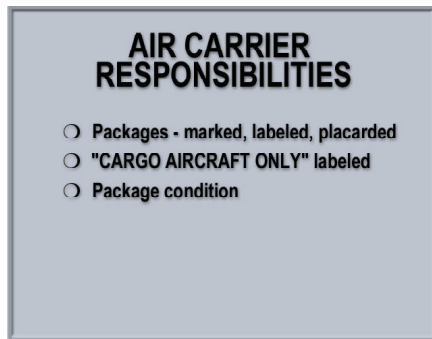 AIR CARRIER
RESPONSIBILITIES
❍ Packages - marked, labeled, placarded
❍ "CARGO AIRCRAFT ONLY" labeled
❍ Package condition